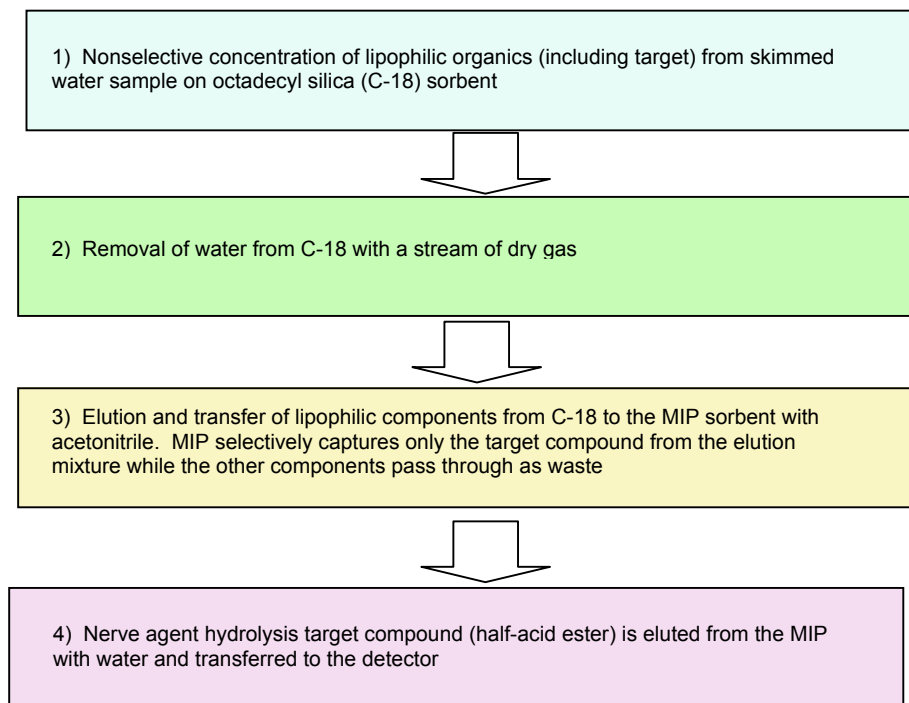 1) Nonselective concentration of lipophilic organics (including target) from skimmed
water sample on octadecyl silica (C-18) sorbent
2) Removal of water from C-18 with a stream of dry gas
3) Elution and transfer of lipophilic components from C-18 to the MIP sorbent with
acetonitrile. MIP selectively captures only the target compound from the elution
mixture while the other components pass through as waste
4) Nerve agent hydrolysis target compound (half-acid ester) is eluted from the MIP
with water and transferred to the detector